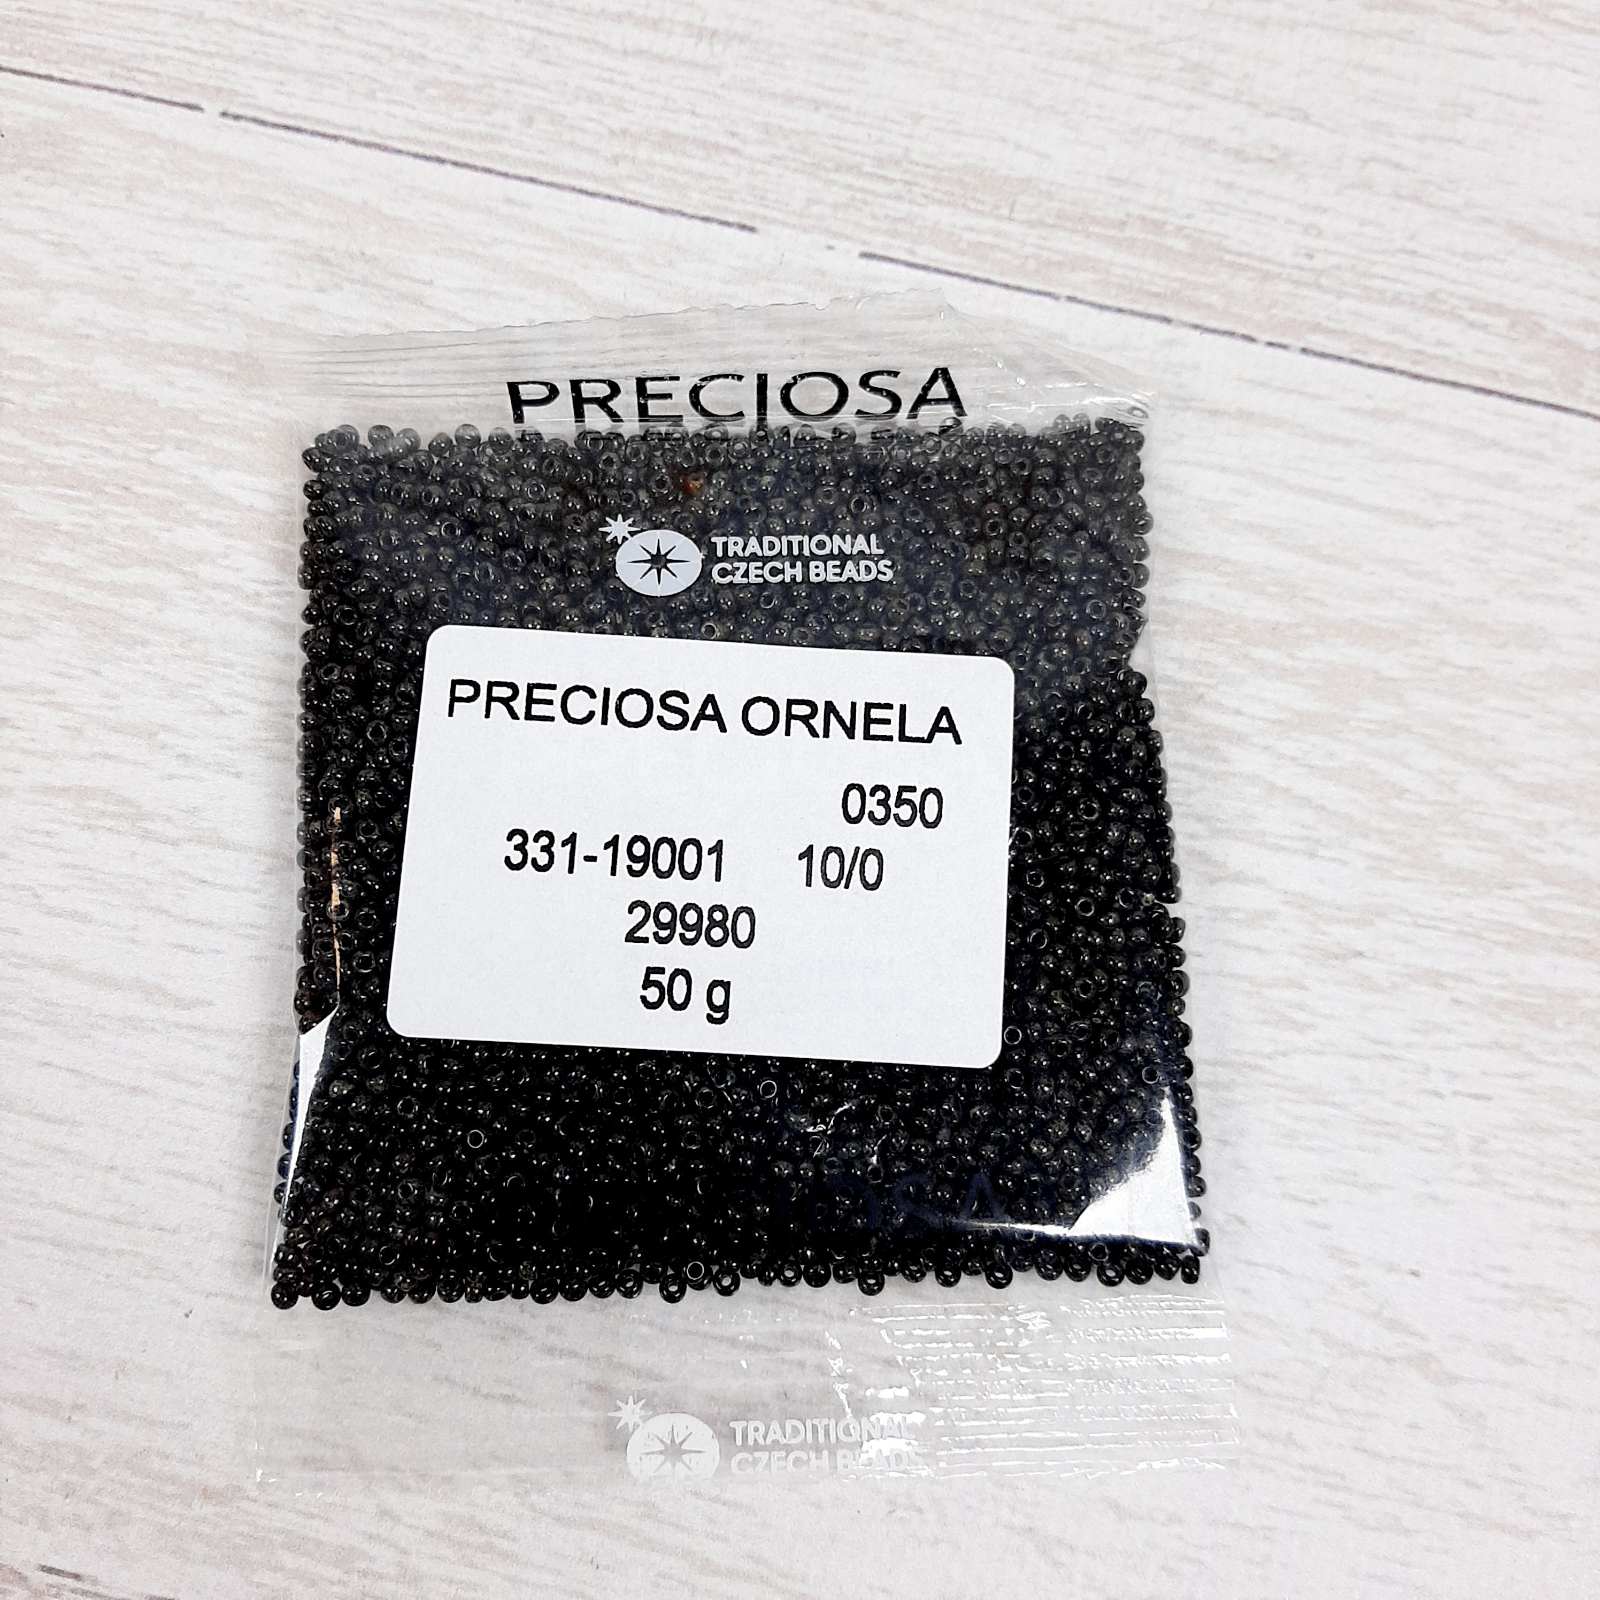 PRECIOSA
TRADITIONAL
CZECH BEADS
PRECIOSA ORNELA
0350
331-19001 10/0
29980
50 g
TRADITIONAL
CZECH BEADS